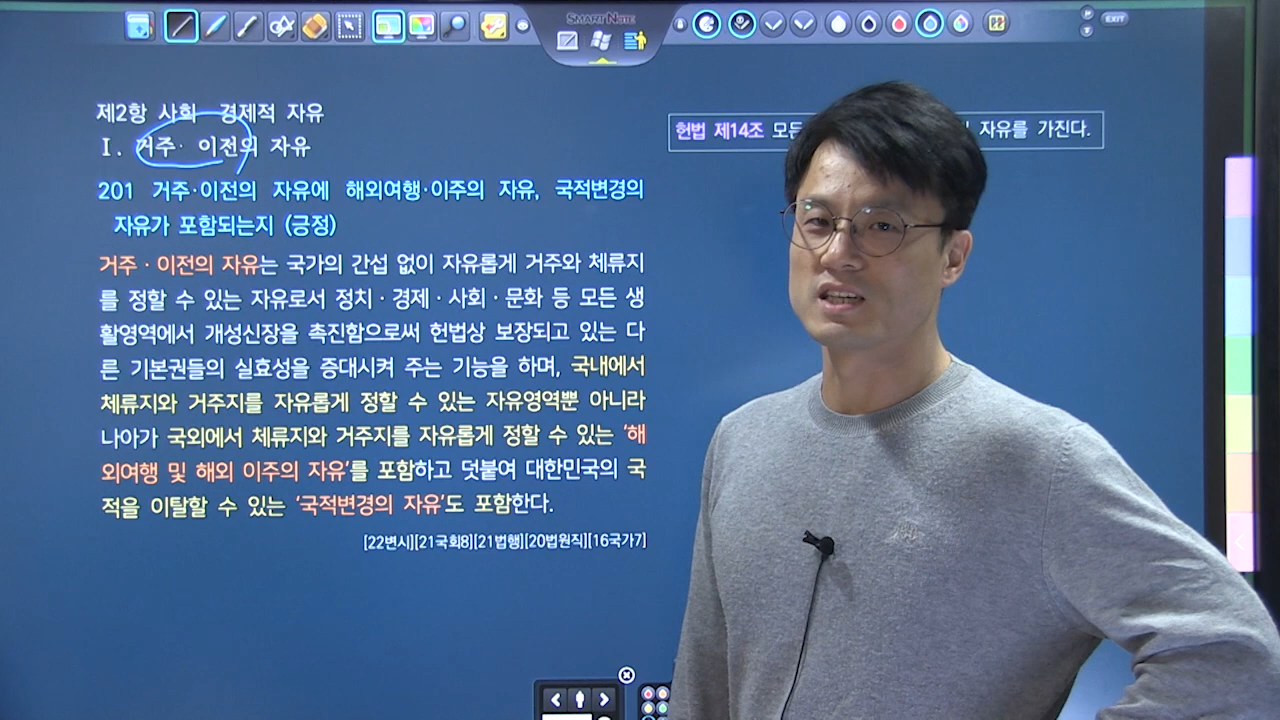 SMART NOTE
EXIT
제2항 사회 경제적 자유
Ⅰ. 거주· 이전의 자유
201 거주·이전의 자유에 해외여행·이주의 자유, 국적변경의
자유가 포함되는지 (긍정)
거주·이전의 자유는 국가의 간섭 없이 자유롭게 거주와 체류지
를 정할 수 있는 자유로서 정치·경제·사회·문화 등 모든 생
활영역에서 개성신장을 촉진함으로써 헌법상 보장되고 있는 다
른 기본권들의 실효성을 증대시켜 주는 기능을 하며, 국내에서
체류지와 거주지를 자유롭게 정할 수 있는 자유영역뿐 아니라
나아가 국외에서 체류지와 거주지를 자유롭게 정할 수 있는 ‘해
외여행 및 해외 이주의 자유’를 포함하고 덧붙여 대한민국의 국
적을 이탈할 수 있는 ‘국적변경의 자유’도 포함한다.
[22변시][21국회8][21법행][20법원직][16국가7]
헌법 제14조 모든 자유를 가진다.